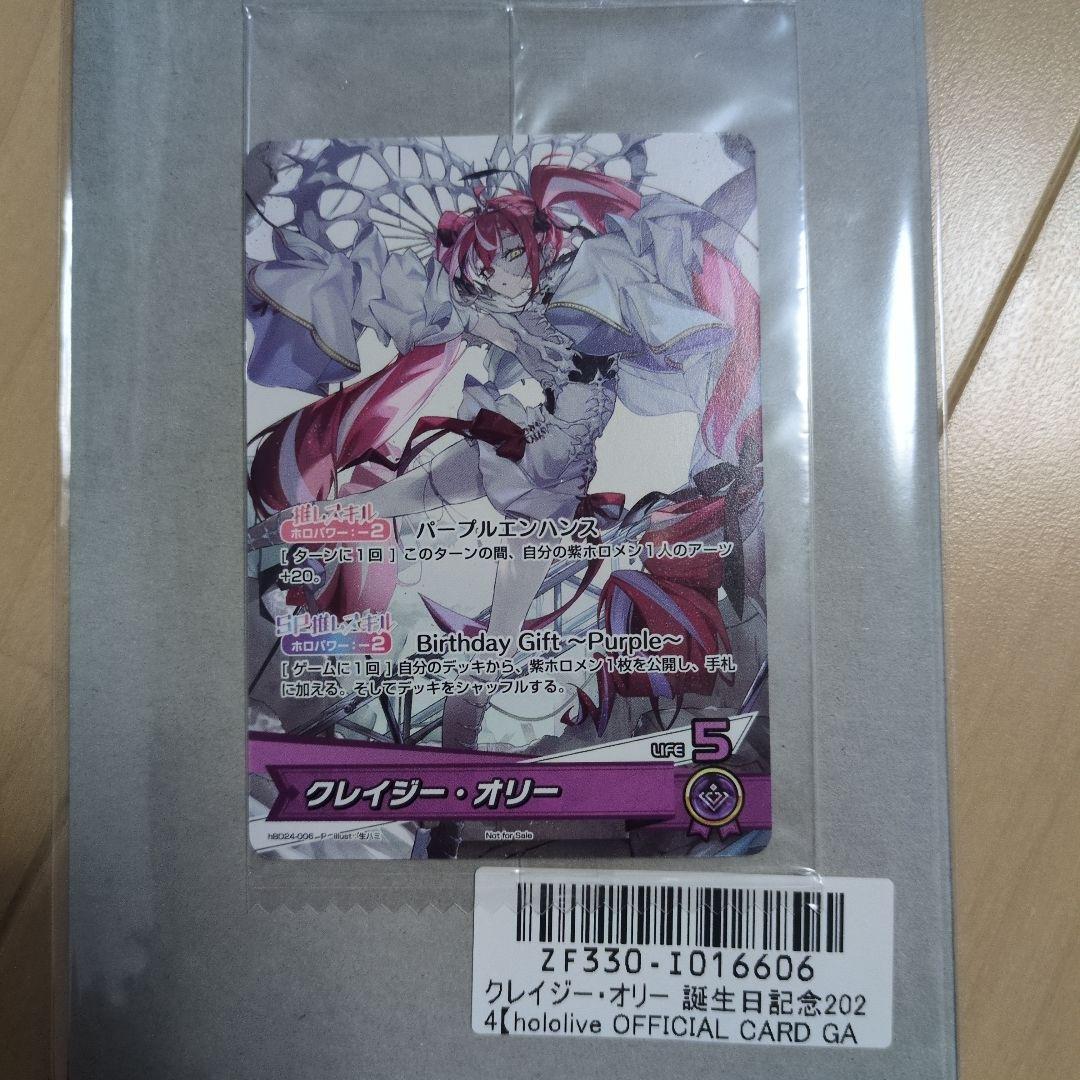 推しスキル
ホロパワー：−2
パープルエンハンス
[ ターンに1回 ] このターンの間、自分の紫ホロメン1人のアーツ
+20。
SP推しスキル
ホロパワー：−2
Birthday Gift ～Purple～
[ ゲームに1回 ] 自分のデッキから、紫ホロメン1枚を公開し、手札
に加える。そしてデッキをシャッフルする。
LIFE 5
クレイジー・オリー
hBD24-006 P illust:生ハミ
Not for Sale
ZF330-I016606
クレイジー・オリー 誕生日記念202
4【hololive OFFICIAL CARD GA